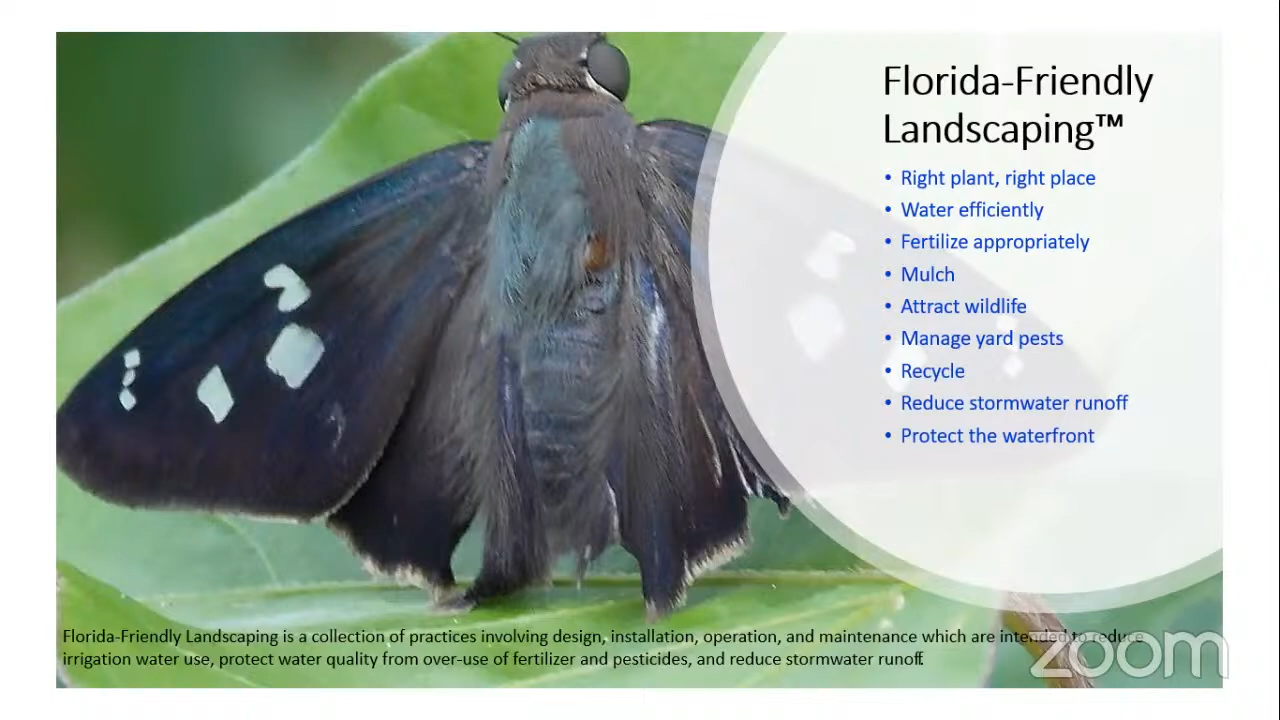 Florida-Friendly
Landscaping™
• Right plant, right place
• Water efficiently
• Fertilize appropriately
• Mulch
• Attract wildlife
• Manage yard pests
• Recycle
• Reduce stormwater runoff
• Protect the waterfront
Florida-Friendly Landscaping is a collection of practices involving design, installation, operation, and maintenance which are intended to reduce
irrigation water use, protect water quality from over-use of fertilizer and pesticides, and reduce stormwater runoff.
zoom